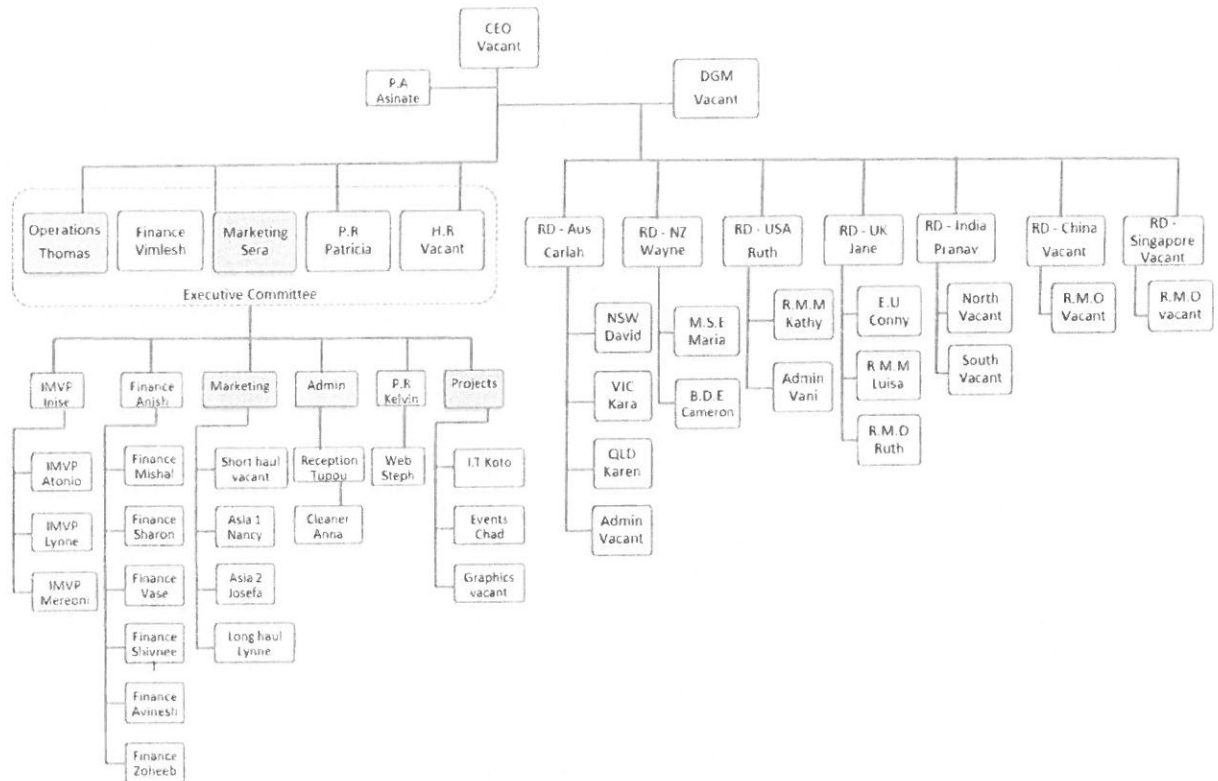 CEO
Vacant
P.A
Asinate
DGM
Vacant
Operations
Thomas
Finance
Vimlesh
Marketing
Sera
P.R
Patricia
H.R
Vacant
Executive Committee
RD - Aus
Carlah
RD - NZ
Wayne
RD - USA
Ruth
RD - UK
Jane
RD - India
Pranav
RD - China
Vacant
RD -
Singapore
Vacant
NSW
David
VIC
Kara
QLD
Karen
Admin
Vacant
M.S.E
Maria
B.D.E
Cameron
R.M.M
Kathy
Admin
Vani
E.U
Conny
R.M.M
Luisa
R.M.O
Ruth
North
Vacant
South
Vacant
R.M.O
Vacant
R.M.O
vacant
IMVP
Inise
Finance
Anish
Marketing
Admin
P.R
Kelvin
Projects
IMVP
Atonio
IMVP
Lynne
IMVP
Mereoni
Finance
Mishal
Finance
Sharon
Finance
Vase
Finance
Shivnee
Finance
Avinesh
Finance
Zoheeb
Short haul
vacant
Asia 1
Nancy
Asia 2
Josefa
Long haul
Lynne
Reception
Tupou
Cleaner
Anna
Web
Steph
I.T Koto
Events
Chad
Graphics
vacant